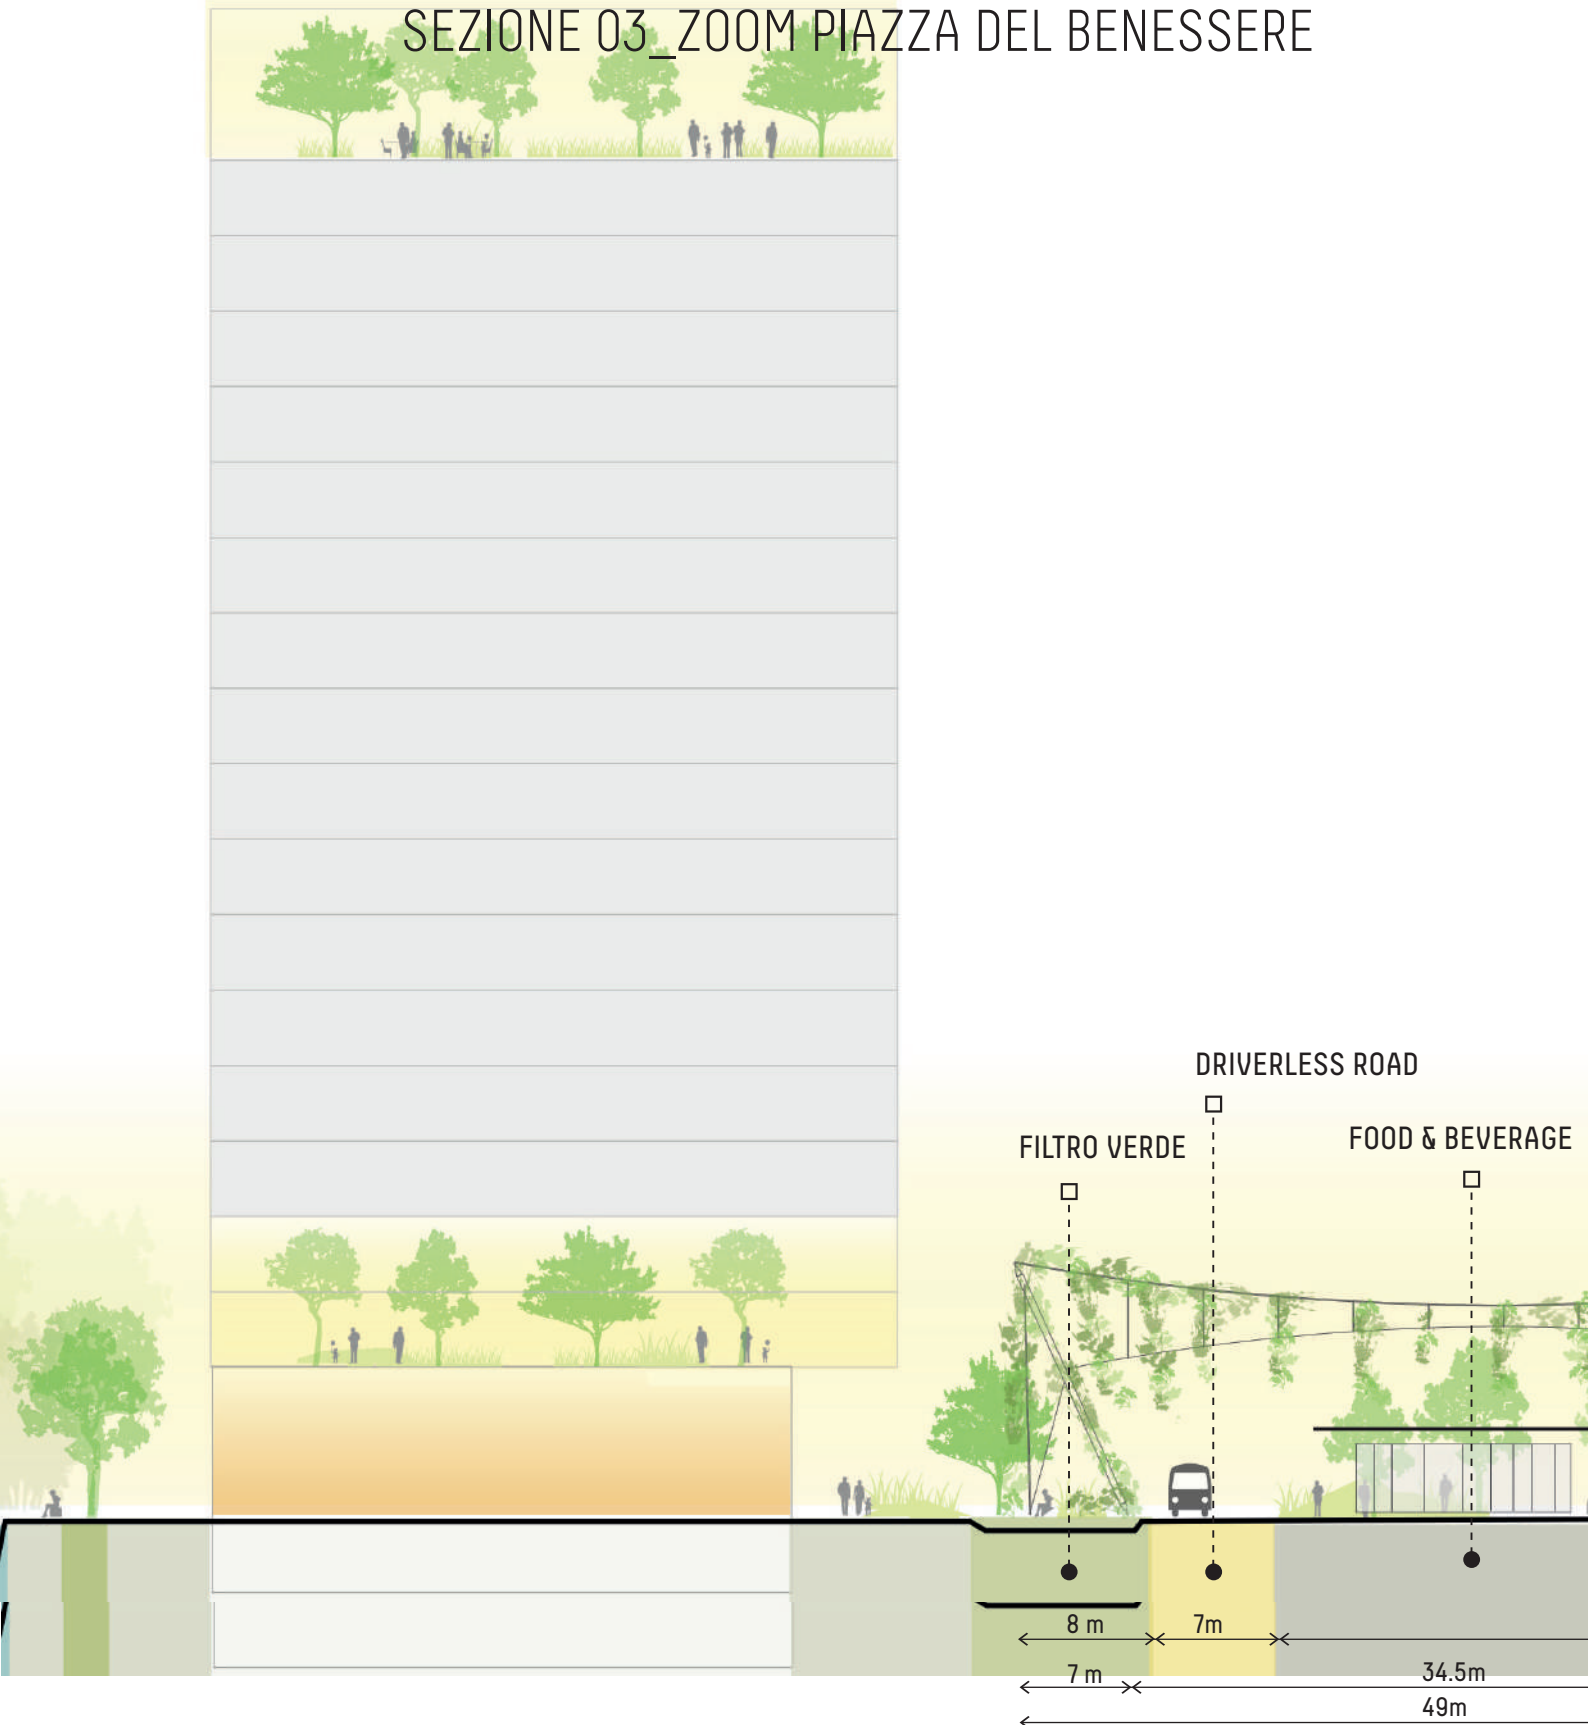 SEZIONE 03_ZOOM PIAZZA DEL BENESSERE
DRIVERLESS ROAD
FILTRO VERDE
FOOD & BEVERAGE
8 m
7m
7 m
34.5m
49m